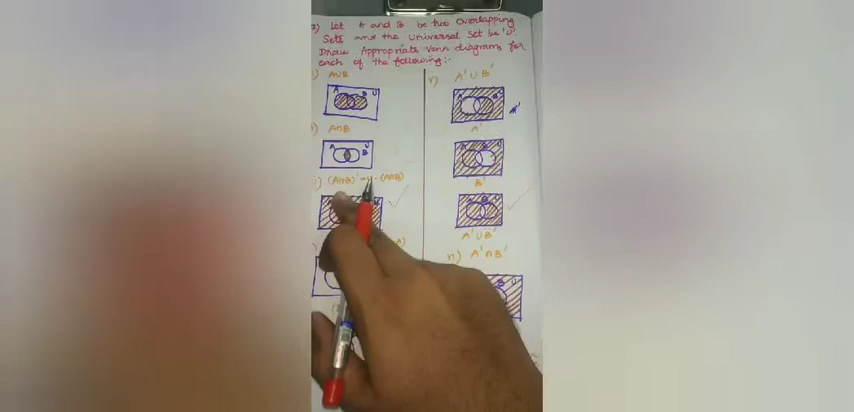 Let A and B be two Overlapping
Sets and the Universal Set be 'U'.
Draw Appropriate Venn diagrams for
each of the following:-
) A∪B
A B U
) A∩B
A B U
i) (A∩B)' = U - (A∩B)
A)
v) A' ∪ B'
A B
A'
A B U
B'
A B U
A' ∪ B'
A' ∩ B'
B U